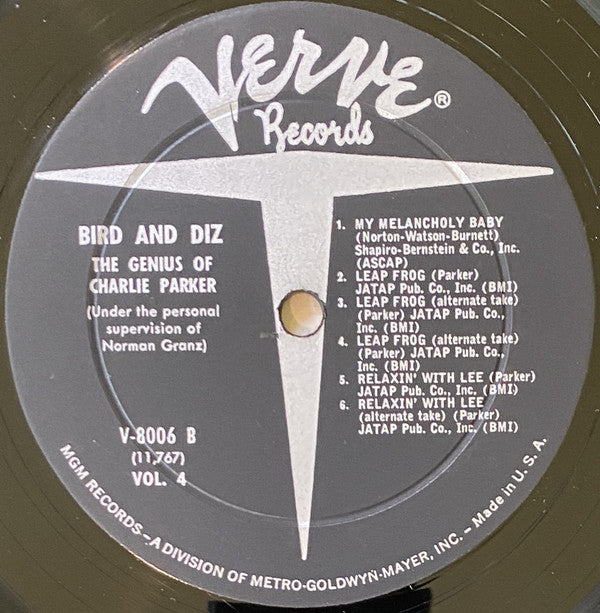 Verve®
Records
BIRD AND DIZ
THE GENIUS OF
CHARLIE PARKER
(Under the personal
supervision of
Norman Granz)
V-8006 B
(11,767)
VOL. 4
1. MY MELANCHOLY BABY
(Norton-Watson-Burnett)
Shapiro-Bernstein & Co., Inc.
(ASCAP)
2. LEAP FROG (Parker)
JATAP Pub. Co., Inc. (BMI)
3. LEAP FROG (alternate take)
(Parker) JATAP Pub. Co.,
Inc. (BMI)
4. LEAP FROG (alternate take)
(Parker) JATAP Pub. Co.,
Inc. (BMI)
5. RELAXIN' WITH LEE (Parker)
JATAP Pub. Co., Inc. (BMI)
6. RELAXIN' WITH LEE
(alternate take) (Parker)
JATAP Pub. Co., Inc. (BMI)
MGM RECORDS—A DIVISION OF METRO-GOLDWYN-MAYER, INC.—Made in U. S. A.